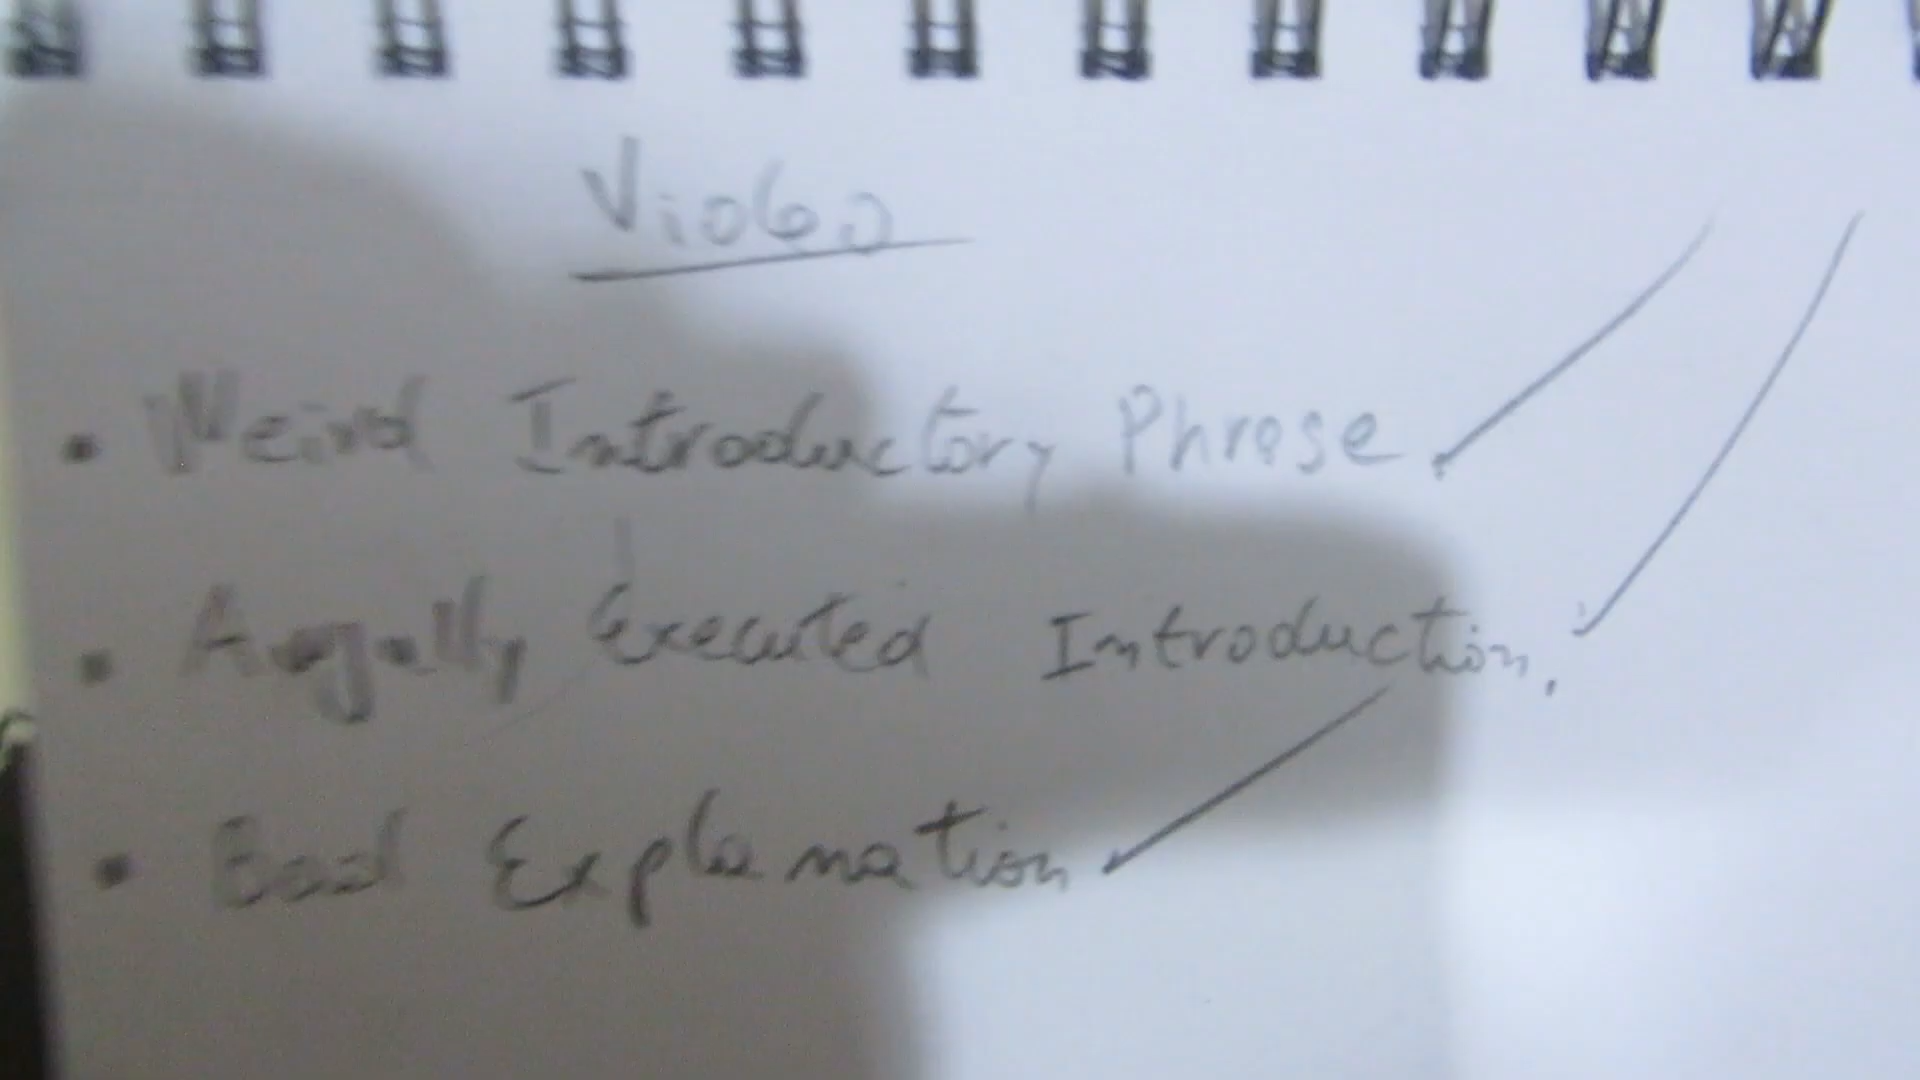 Video
• Weird Introductory Phrase
• Awfully Executed Introduction.
• Bad Explanation